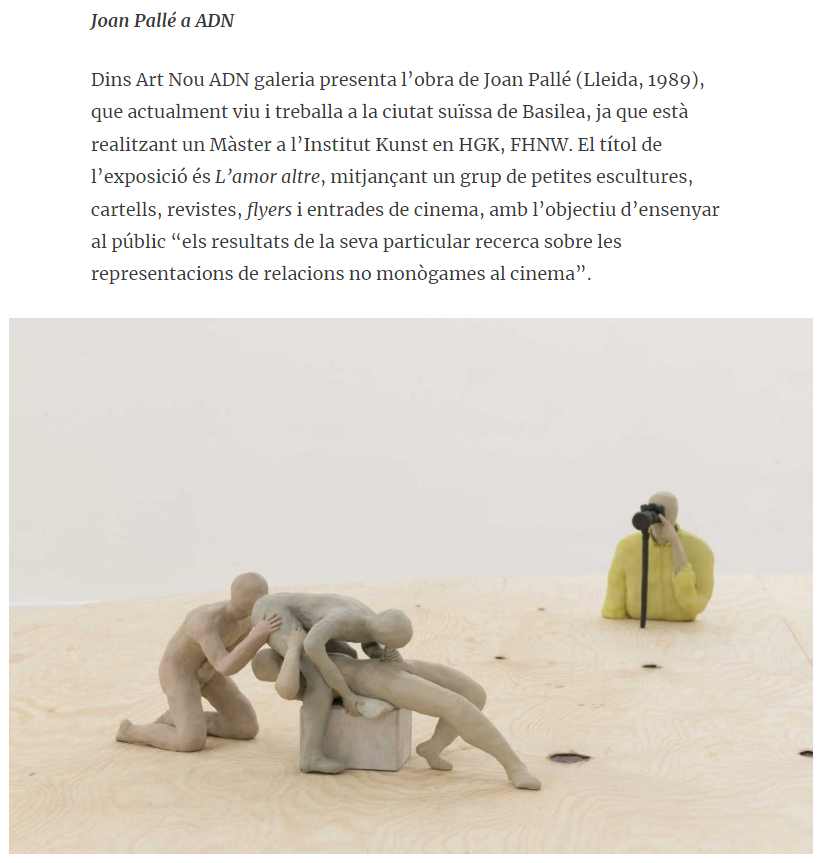 Joan Pallé a ADN
Dins Art Nou ADN galeria presenta l’obra de Joan Pallé (Lleida, 1989),
que actualment viu i treballa a la ciutat suïssa de Basilea, ja que està
realitzant un Màster a l’Institut Kunst en HGK, FHNW. El títol de
l’exposició és L’amor altre, mitjançant un grup de petites escultures,
cartells, revistes, flyers i entrades de cinema, amb l’objectiu d’ensenyar
al públic “els resultats de la seva particular recerca sobre les
representacions de relacions no monògames al cinema”.